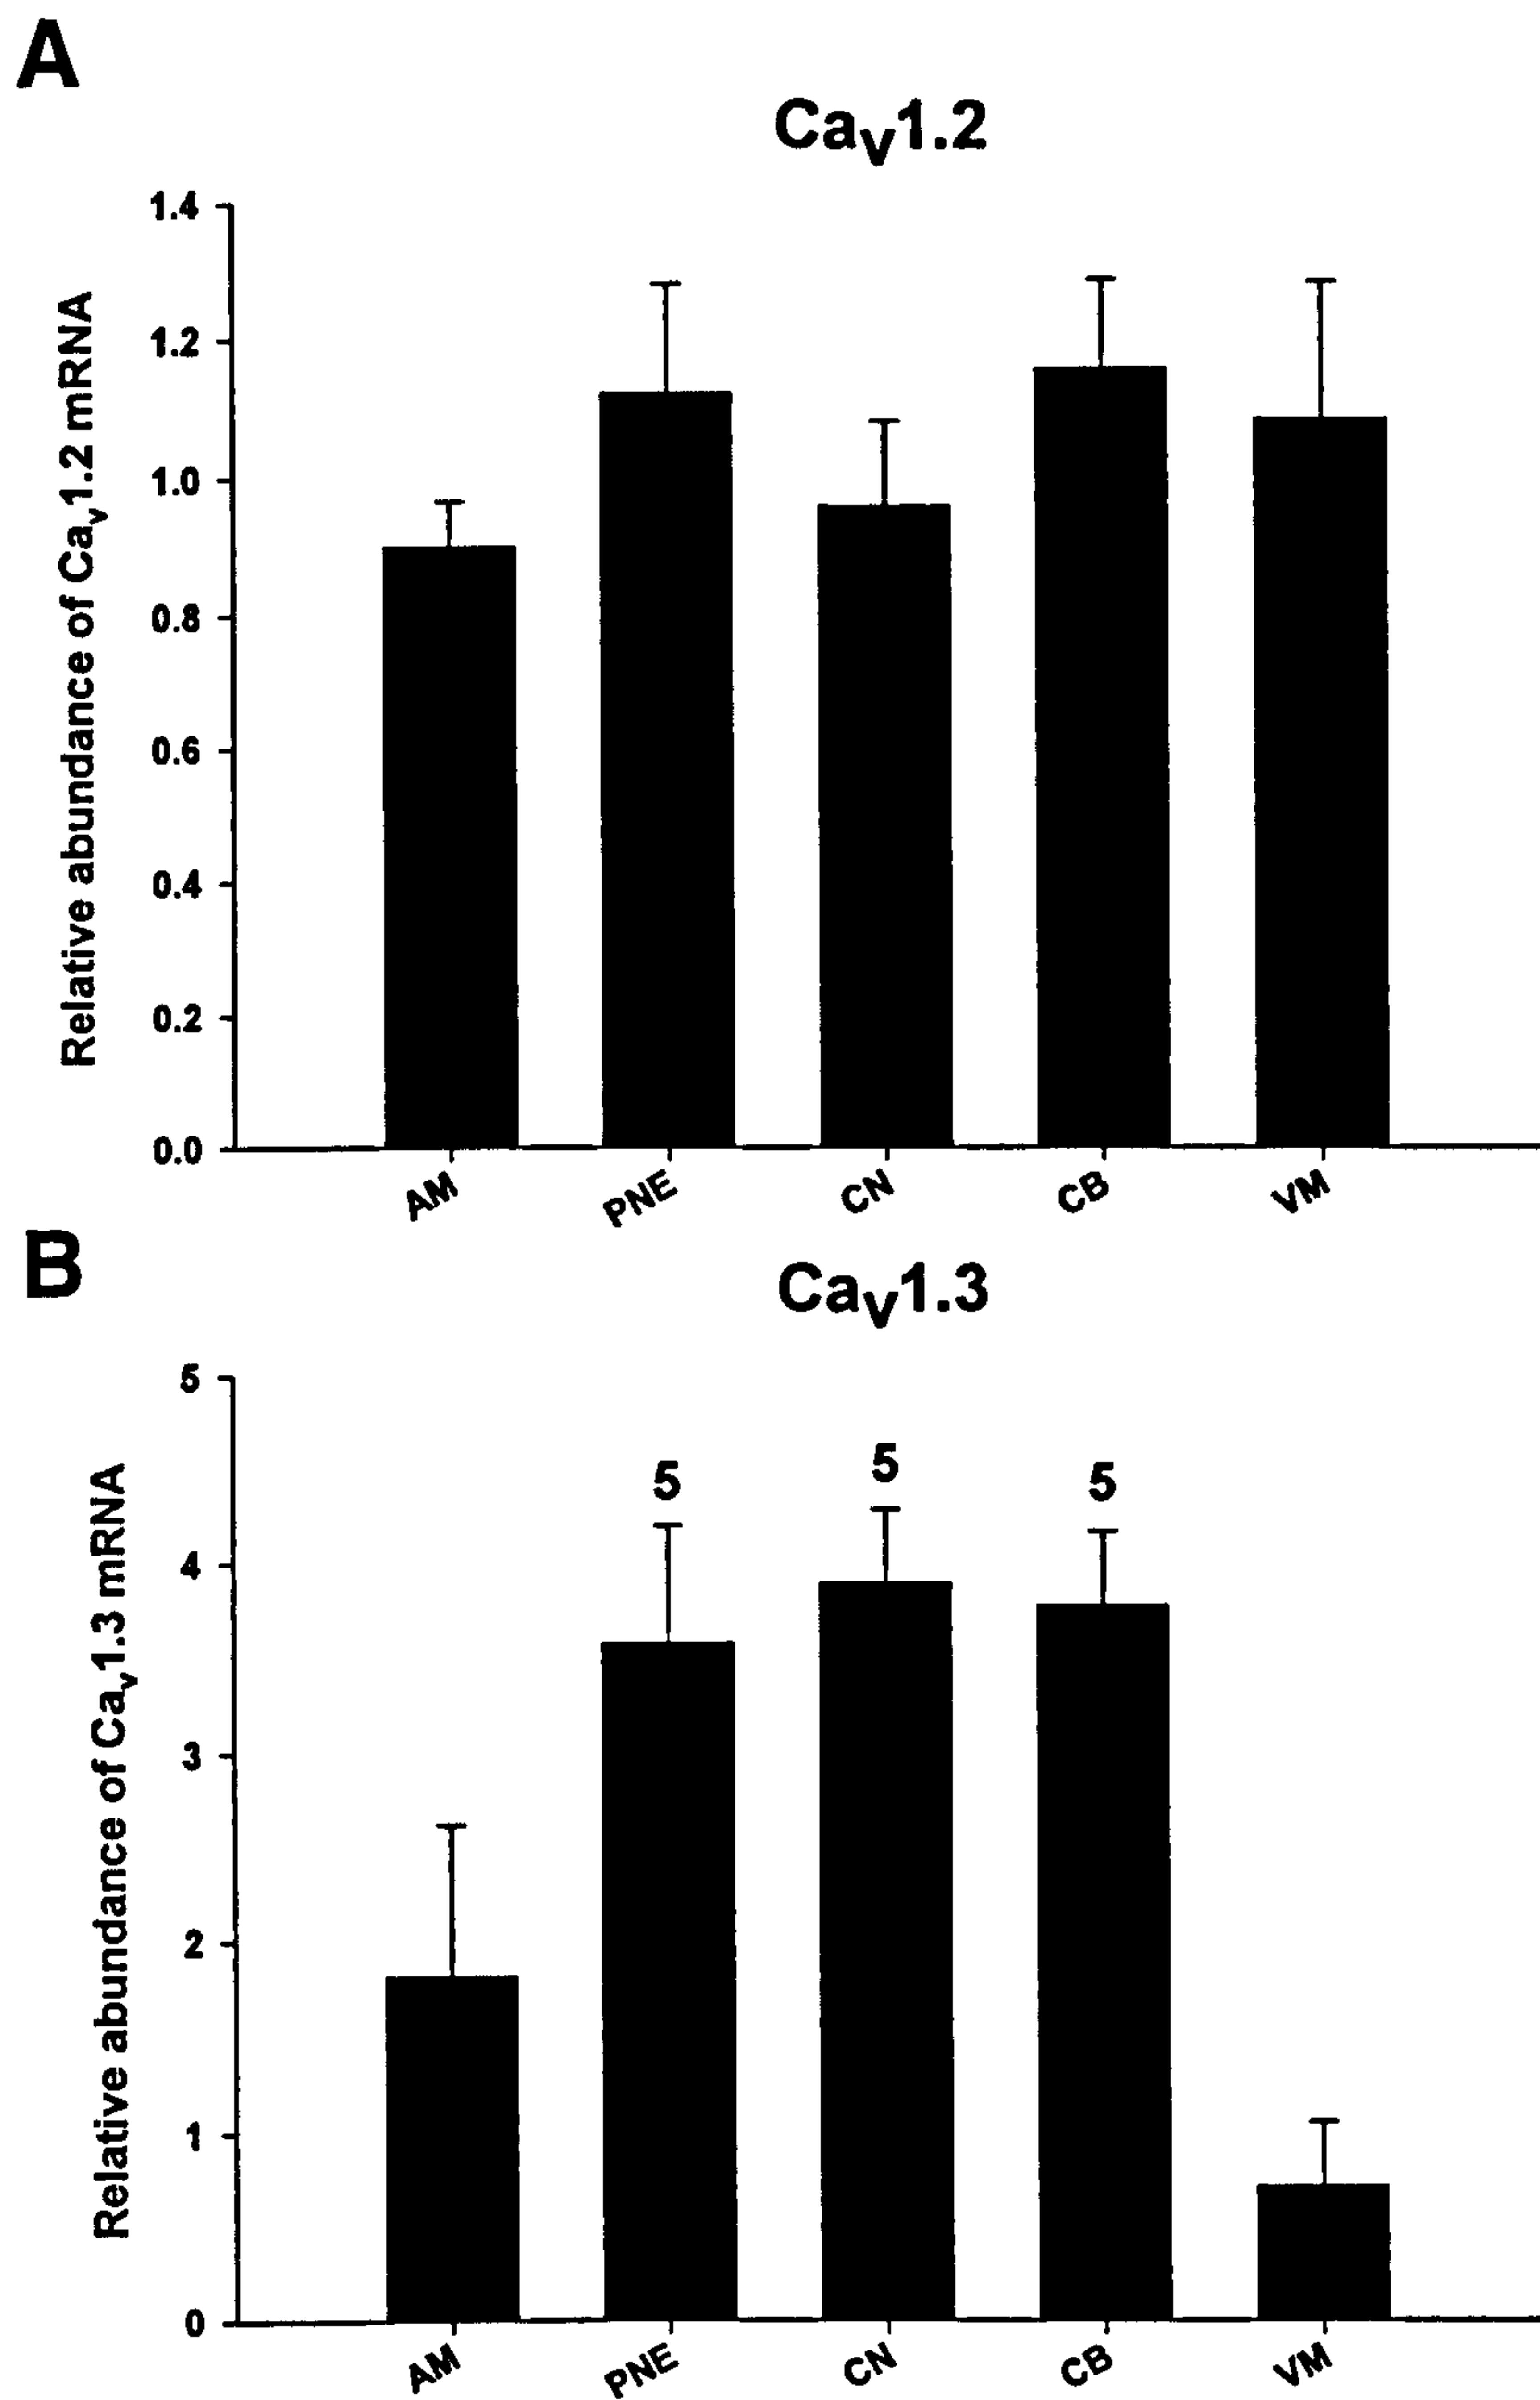 A
Cav1.2
Relative abundance of Cav1.2 mRNA
1.4
1.2
1.0
0.8
0.6
0.4
0.2
0.0
AM PNE CN CB VM
B
Cav1.3
Relative abundance of Cav1.3 mRNA
5
4
3
2
1
0
5 5 5
AM PNE CN CB VM